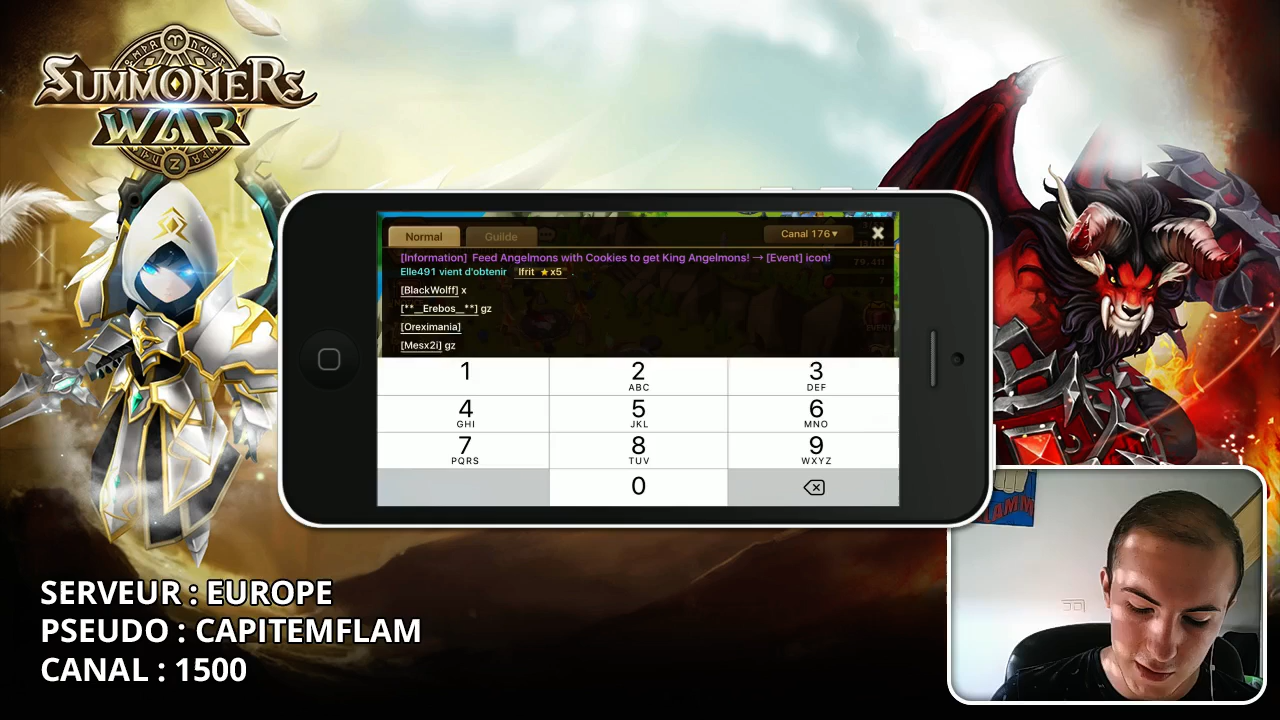 SUMMONERS
WAR
Normal
Guilde
Canal 176▾
[Information] Feed Angelmons with Cookies to get King Angelmons! → [Event] icon!
Elle491 vient d'obtenir Ifrit ★x5 .
[BlackWolff] x
[**__Erebos__**] gz
[Oreximania]
[Mesx2i] gz
1
2
ABC
3
DEF
4
GHI
5
JKL
6
MNO
7
PQRS
8
TUV
9
WXYZ
0
SERVEUR : EUROPE
PSEUDO : CAPITEMFLAM
CANAL : 1500